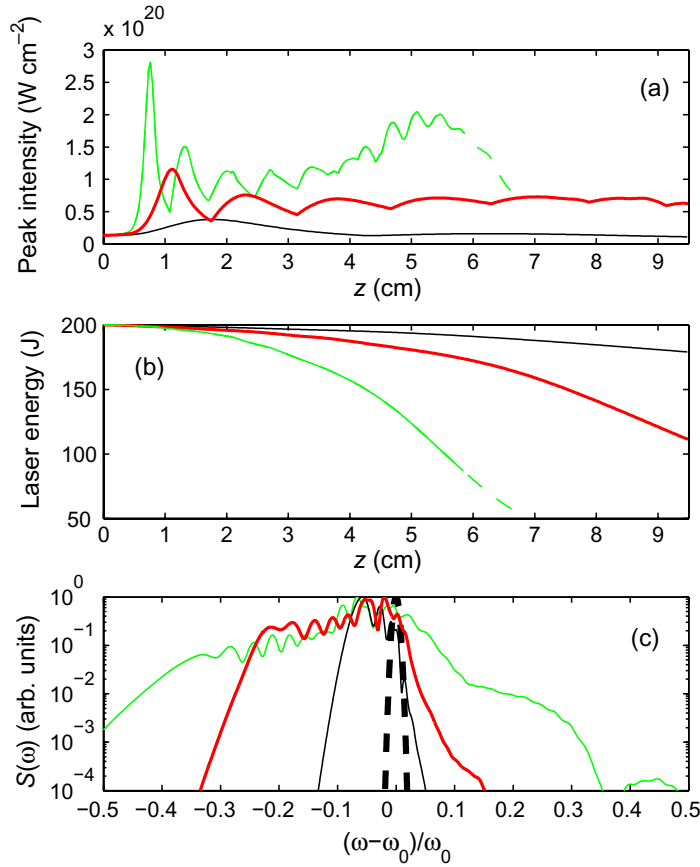 x 10^20
Peak intensity (W cm^−2)
3
2.5
2
1.5
1
0.5
0
(a)
0 1 2 3 4 5 6 7 8 9
z (cm)
Laser energy (J)
200
150
100
50
(b)
0 1 2 3 4 5 6 7 8 9
z (cm)
S(ω) (arb. units)
10^0
10^−1
10^−2
10^−3
10^−4
(c)
−0.5 −0.4 −0.3 −0.2 −0.1 0 0.1 0.2 0.3 0.4 0.5
(ω−ω_0)/ω_0